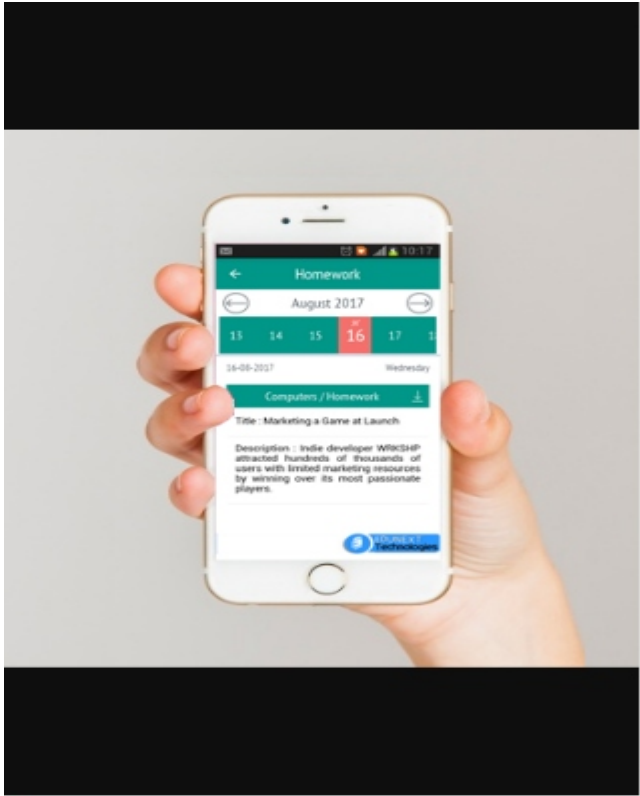 10:17
Homework
August 2017
W
13 14 15 16 17
16-08-2017 Wednesday
Computers / Homework
Title : Marketing a Game at Launch
Description : Indie developer WRKSHP
attracted hundreds of thousands of
users with limited marketing resources
by winning over its most passionate
players.
EDUNEXT
Technologies